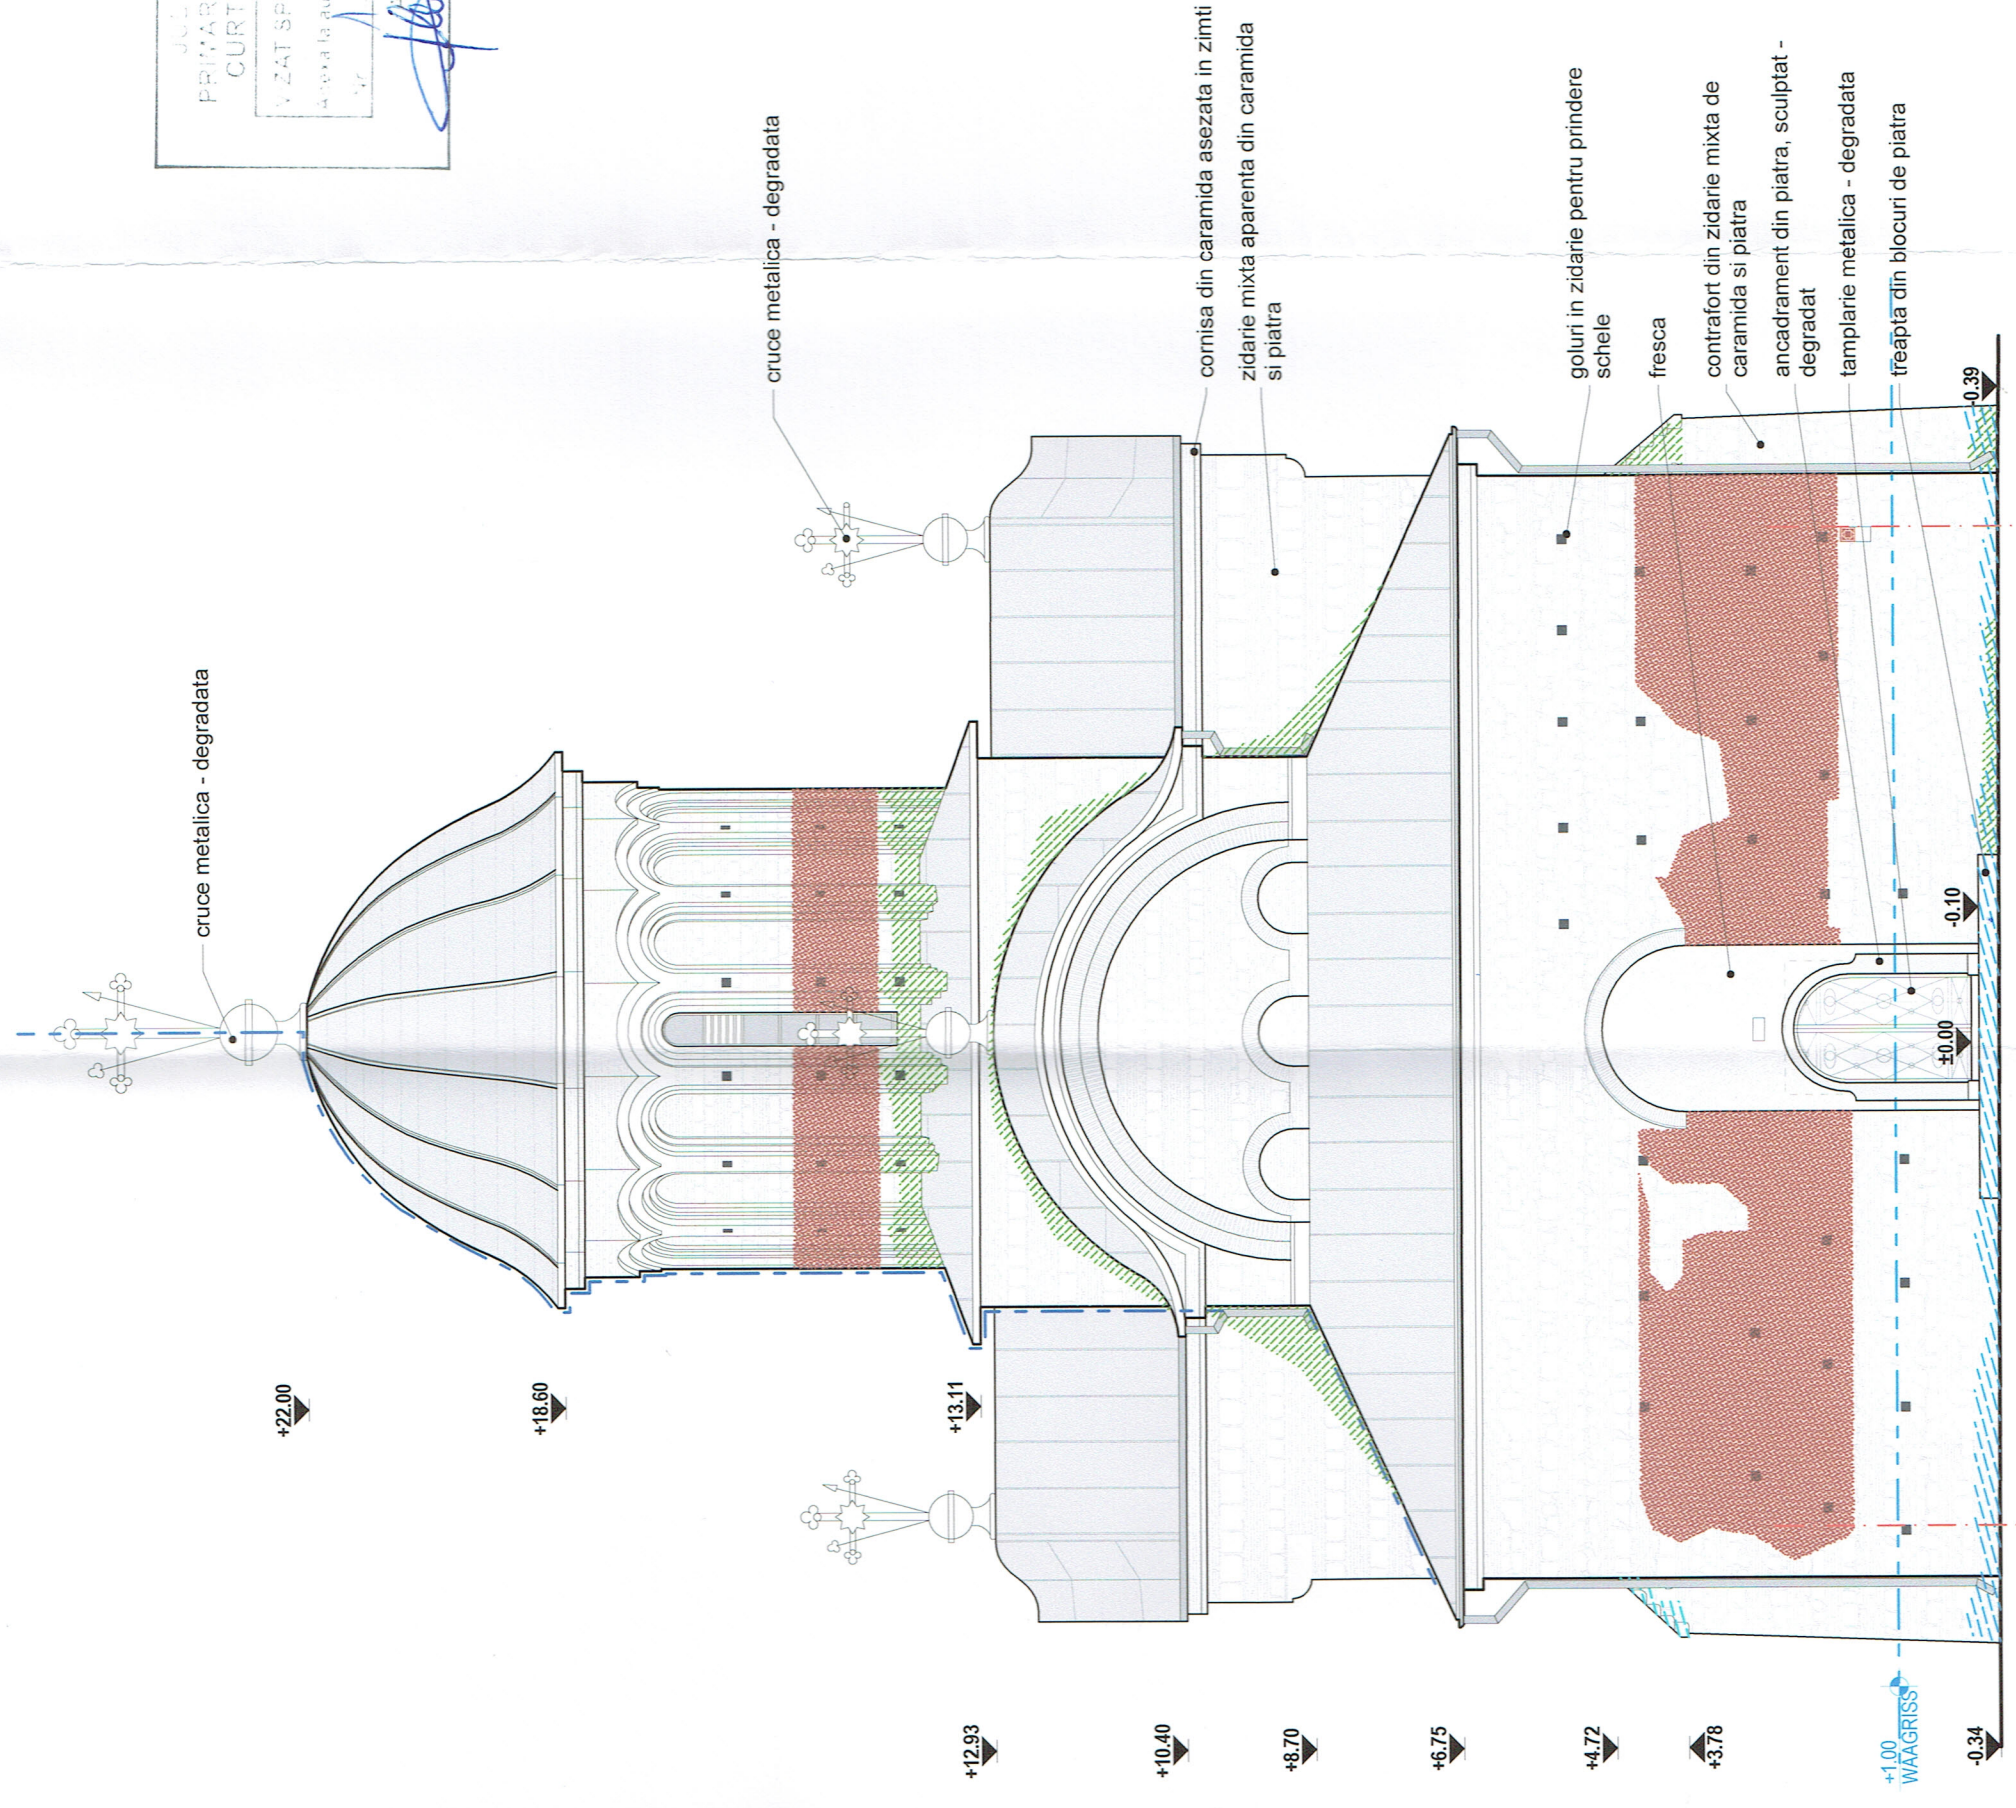 PRIMAR
CURT
cruce metalica - degradata
cruce metalica - degradata
cornisa din caramida asezata in zimti
zidarie mixta aparenta din caramida
si piatra
goluri in zidarie pentru prindere
schele
fresca
contrafort din zidarie mixta de
caramida si piatra
ancadrament din piatra, sculptat -
degradat
tamplarie metalica - degradata
treapta din blocuri de piatra
-0.39
-0.10
±0.00
+22.00
+18.60
+13.11
+12.93
+10.40
+8.70
+6.75
+4.72
+3.78
+1.00
WAAGRISS
-0.34